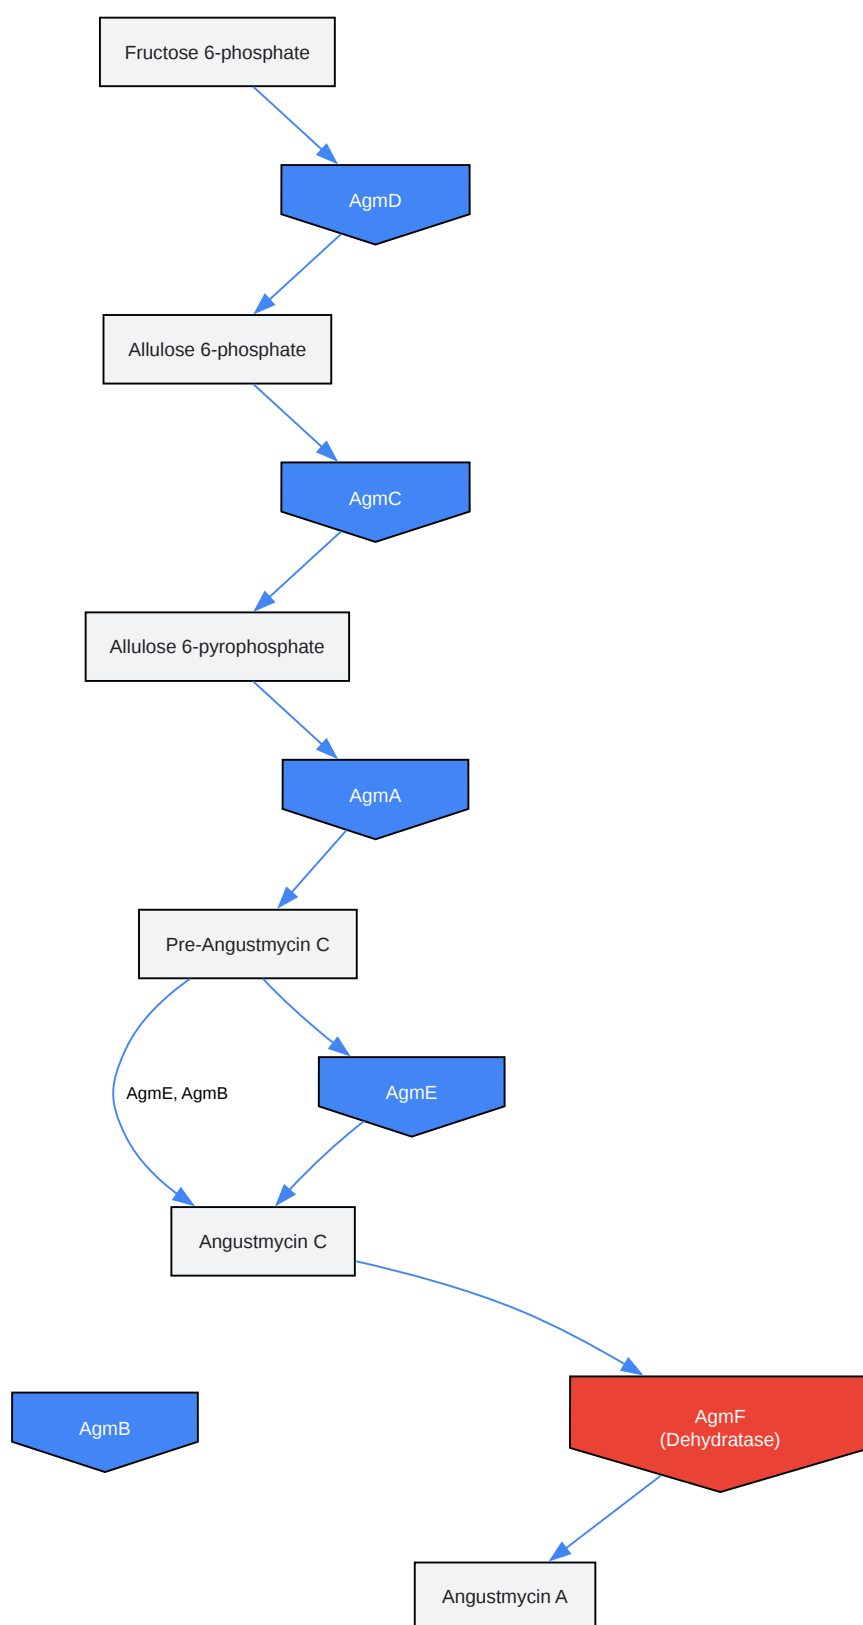 Fructose 6-phosphate
AgmD
Allulose 6-phosphate
AgmC
Allulose 6-pyrophosphate
AgmA
Pre-Angustmycin C
AgmE, AgmB
AgmE
Angustmycin C
AgmB
AgmF
(Dehydratase)
Angustmycin A